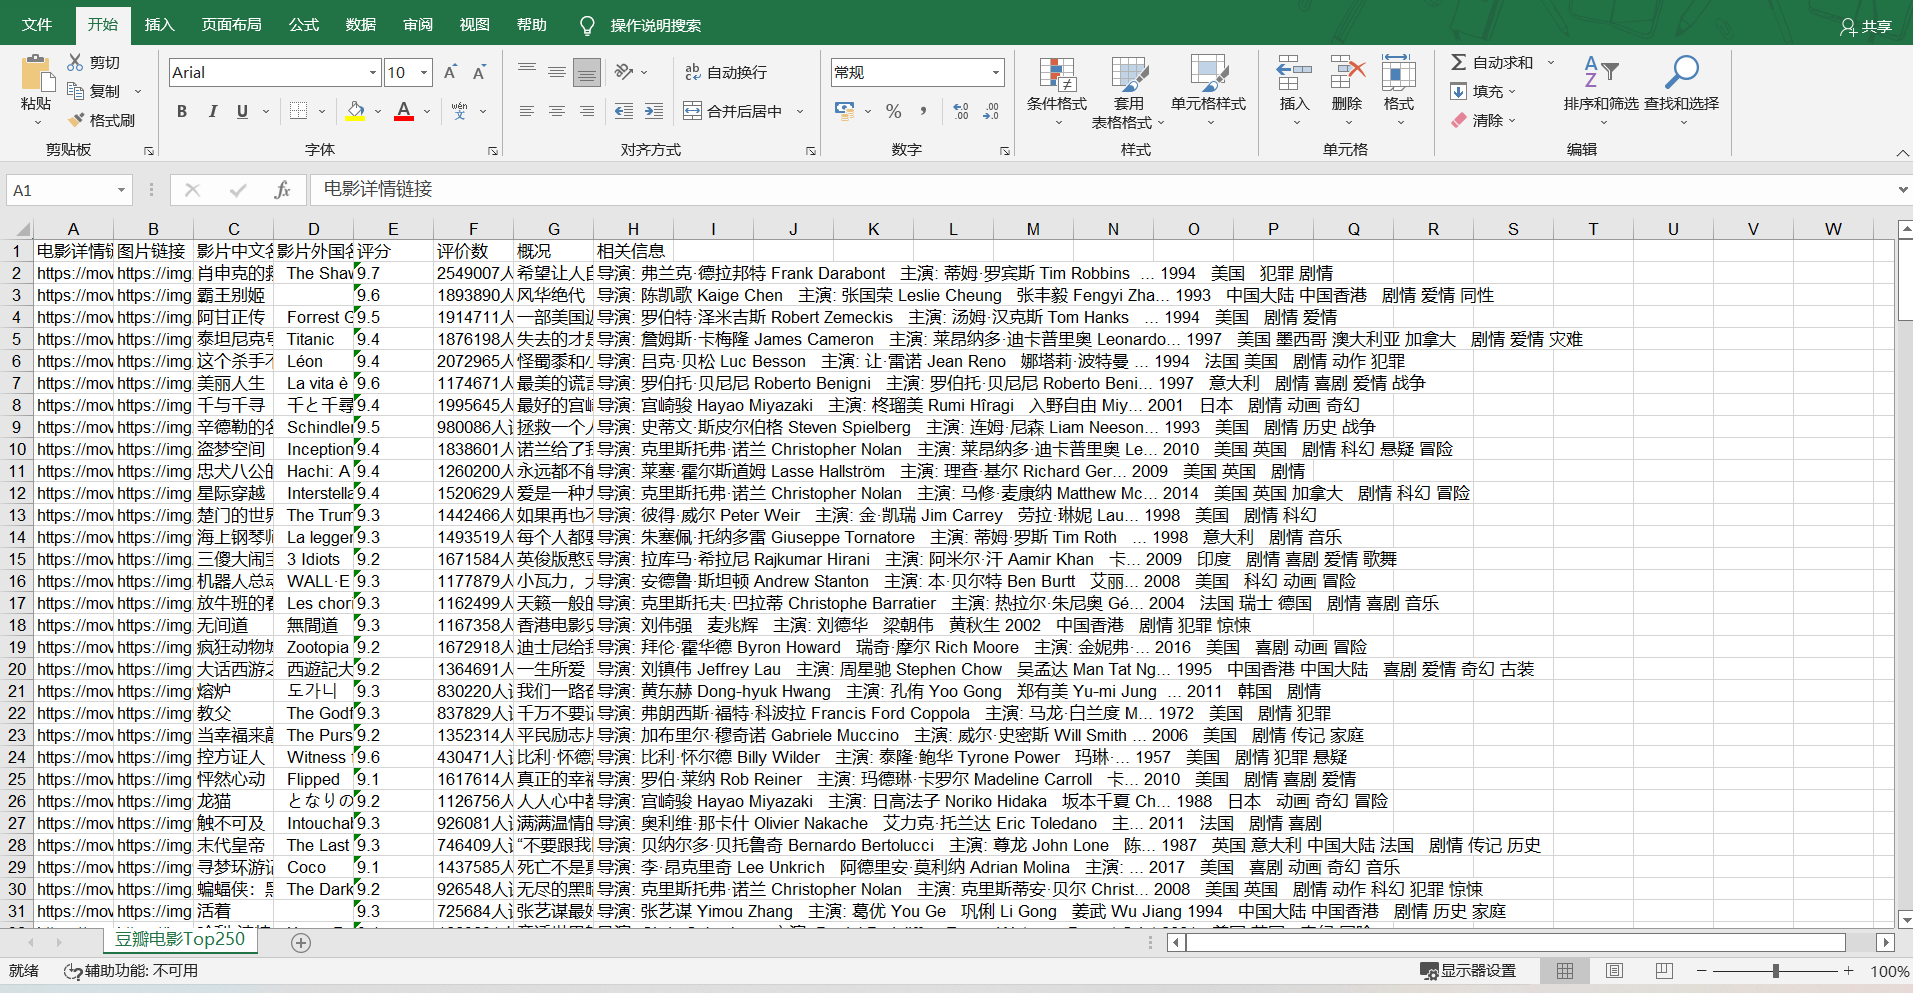 文件 开始 插入 页面布局 公式 数据 审阅 视图 帮助 操作说明搜索 共享
粘贴 剪切 复制 格式刷 剪贴板
Arial 10 B I U A wén 文 字体
ab 自动换行 合并后居中 对齐方式
常规 % 数字
条件格式 套用 表格格式 单元格样式 样式
插入 删除 格式 单元格
自动求和 填充 清除 排序和筛选 查找和选择 编辑
A1 fx 电影详情链接
A B C D E F G H I J K L M N O P Q R S T U V W
1 电影详情链 图片链接 影片中文名 影片外国名 评分 评价数 概况 相关信息
2 https://mov https://img 肖申克的救 The Shaw 9.7 2549007人 希望让人自 导演: 弗兰克·德拉邦特 Frank Darabont 主演: 蒂姆·罗宾斯 Tim Robbins ... 1994 美国 犯罪 剧情
3 https://mov https://img 霸王别姬 9.6 1893890人 风华绝代 导演: 陈凯歌 Kaige Chen 主演: 张国荣 Leslie Cheung 张丰毅 Fengyi Zha... 1993 中国大陆 中国香港 剧情 爱情 同性
4 https://mov https://img 阿甘正传 Forrest G 9.5 1914711人 一部美国近 导演: 罗伯特·泽米吉斯 Robert Zemeckis 主演: 汤姆·汉克斯 Tom Hanks ... 1994 美国 剧情 爱情
5 https://mov https://img 泰坦尼克号 Titanic 9.4 1876198人 失去的才是 导演: 詹姆斯·卡梅隆 James Cameron 主演: 莱昂纳多·迪卡普里奥 Leonardo... 1997 美国 墨西哥 澳大利亚 加拿大 剧情 爱情 灾难
6 https://mov https://img 这个杀手不 Léon 9.4 2072965人 怪蜀黍和小 导演: 吕克·贝松 Luc Besson 主演: 让·雷诺 Jean Reno 娜塔莉·波特曼 ... 1994 法国 美国 剧情 动作 犯罪
7 https://mov https://img 美丽人生 La vita è 9.6 1174671人 最美的谎言 导演: 罗伯托·贝尼尼 Roberto Benigni 主演: 罗伯托·贝尼尼 Roberto Beni... 1997 意大利 剧情 喜剧 爱情 战争
8 https://mov https://img 千与千寻 千と千尋 9.4 1995645人 最好的宫崎 导演: 宫崎骏 Hayao Miyazaki 主演: 柊瑠美 Rumi Hîragi 入野自由 Miy... 2001 日本 剧情 动画 奇幻
9 https://mov https://img 辛德勒的名 Schindler 9.5 980086人 拯救一个人 导演: 史蒂文·斯皮尔伯格 Steven Spielberg 主演: 连姆·尼森 Liam Neeson... 1993 美国 剧情 历史 战争
10 https://mov https://img 盗梦空间 Inception 9.4 1838601人 诺兰给了我 导演: 克里斯托弗·诺兰 Christopher Nolan 主演: 莱昂纳多·迪卡普里奥 Le... 2010 美国 英国 剧情 科幻 悬疑 冒险
11 https://mov https://img 忠犬八公的 Hachi: A 9.4 1260200人 永远都不能 导演: 莱塞·霍尔斯道姆 Lasse Hallström 主演: 理查·基尔 Richard Ger... 2009 美国 英国 剧情
12 https://mov https://img 星际穿越 Interstella 9.4 1520629人 爱是一种力 导演: 克里斯托弗·诺兰 Christopher Nolan 主演: 马修·麦康纳 Matthew Mc... 2014 美国 英国 加拿大 剧情 科幻 冒险
13 https://mov https://img 楚门的世界 The Trum 9.3 1442466人 如果再也不 导演: 彼得·威尔 Peter Weir 主演: 金·凯瑞 Jim Carrey 劳拉·琳妮 Lau... 1998 美国 剧情 科幻
14 https://mov https://img 海上钢琴师 La legger 9.3 1493519人 每个人都要 导演: 朱塞佩·托纳多雷 Giuseppe Tornatore 主演: 蒂姆·罗斯 Tim Roth ... 1998 意大利 剧情 音乐
15 https://mov https://img 三傻大闹宝 3 Idiots 9.2 1671584人 英俊版憨豆 导演: 拉库马·希拉尼 Rajkumar Hirani 主演: 阿米尔·汗 Aamir Khan 卡... 2009 印度 剧情 喜剧 爱情 歌舞
16 https://mov https://img 机器人总动 WALL·E 9.3 1177879人 小瓦力，大 导演: 安德鲁·斯坦顿 Andrew Stanton 主演: 本·贝尔特 Ben Burtt 艾丽... 2008 美国 科幻 动画 冒险
17 https://mov https://img 放牛班的春 Les chori 9.3 1162499人 天籁一般的 导演: 克里斯托夫·巴拉蒂 Christophe Barratier 主演: 热拉尔·朱尼奥 Gé... 2004 法国 瑞士 德国 剧情 喜剧 音乐
18 https://mov https://img 无间道 無間道 9.3 1167358人 香港电影史 导演: 刘伟强 麦兆辉 主演: 刘德华 梁朝伟 黄秋生 2002 中国香港 剧情 犯罪 惊悚
19 https://mov https://img 疯狂动物城 Zootopia 9.2 1672918人 迪士尼给我 导演: 拜伦·霍华德 Byron Howard 瑞奇·摩尔 Rich Moore 主演: 金妮弗·... 2016 美国 喜剧 动画 冒险
20 https://mov https://img 大话西游之 西遊記大 9.2 1364691人 一生所爱 导演: 刘镇伟 Jeffrey Lau 主演: 周星驰 Stephen Chow 吴孟达 Man Tat Ng... 1995 中国香港 中国大陆 喜剧 爱情 奇幻 古装
21 https://mov https://img 熔炉 도가니 9.3 830220人 我们一路奋 导演: 黄东赫 Dong-hyuk Hwang 主演: 孔侑 Yoo Gong 郑有美 Yu-mi Jung ... 2011 韩国 剧情
22 https://mov https://img 教父 The Godf 9.3 837829人 千万不要记 导演: 弗朗西斯·福特·科波拉 Francis Ford Coppola 主演: 马龙·白兰度 M... 1972 美国 剧情 犯罪
23 https://mov https://img 当幸福来敲 The Purs 9.2 1352314人 平民励志片 导演: 加布里尔·穆奇诺 Gabriele Muccino 主演: 威尔·史密斯 Will Smith ... 2006 美国 剧情 传记 家庭
24 https://mov https://img 控方证人 Witness 9.6 430471人 比利·怀德 导演: 比利·怀尔德 Billy Wilder 主演: 泰隆·鲍华 Tyrone Power 玛琳·... 1957 美国 剧情 犯罪 悬疑
25 https://mov https://img 怦然心动 Flipped 9.1 1617614人 真正的幸福 导演: 罗伯·莱纳 Rob Reiner 主演: 玛德琳·卡罗尔 Madeline Carroll 卡... 2010 美国 剧情 喜剧 爱情
26 https://mov https://img 龙猫 となりの 9.2 1126756人 人人心中都 导演: 宫崎骏 Hayao Miyazaki 主演: 日高法子 Noriko Hidaka 坂本千夏 Ch... 1988 日本 动画 奇幻 冒险
27 https://mov https://img 触不可及 Intouchab 9.3 926081人 满满温情的 导演: 奥利维·那卡什 Olivier Nakache 艾力克·托兰达 Eric Toledano 主... 2011 法国 剧情 喜剧
28 https://mov https://img 末代皇帝 The Last 9.3 746409人 “不要跟我 导演: 贝纳尔多·贝托鲁奇 Bernardo Bertolucci 主演: 尊龙 John Lone 陈... 1987 英国 意大利 中国大陆 法国 剧情 传记 历史
29 https://mov https://img 寻梦环游记 Coco 9.1 1437585人 死亡不是真 导演: 李·昂克里奇 Lee Unkrich 阿德里安·莫利纳 Adrian Molina 主演: ... 2017 美国 喜剧 动画 奇幻 音乐
30 https://mov https://img 蝙蝠侠：黑 The Dark 9.2 926548人 无尽的黑暗 导演: 克里斯托弗·诺兰 Christopher Nolan 主演: 克里斯蒂安·贝尔 Christ... 2008 美国 英国 剧情 动作 科幻 犯罪 惊悚
31 https://mov https://img 活着 9.3 725684人 张艺谋最好 导演: 张艺谋 Yimou Zhang 主演: 葛优 You Ge 巩俐 Li Gong 姜武 Wu Jiang 1994 中国大陆 中国香港 剧情 历史 家庭
豆瓣电影Top250
就绪 辅助功能: 不可用 显示器设置 100%